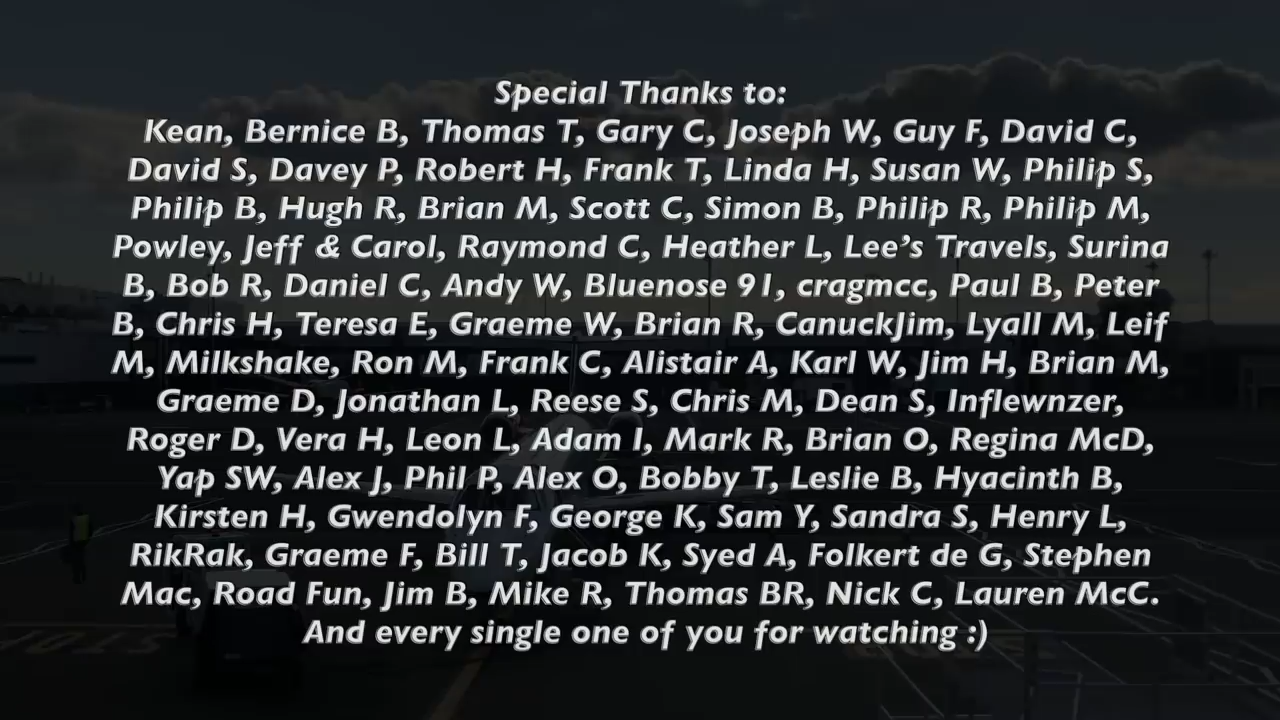 Special Thanks to:
Kean, Bernice B, Thomas T, Gary C, Joseph W, Guy F, David C,
David S, Davey P, Robert H, Frank T, Linda H, Susan W, Philip S,
Philip B, Hugh R, Brian M, Scott C, Simon B, Philip R, Philip M,
Powley, Jeff & Carol, Raymond C, Heather L, Lee’s Travels, Surina
B, Bob R, Daniel C, Andy W, Bluenose 91, cragmcc, Paul B, Peter
B, Chris H, Teresa E, Graeme W, Brian R, CanuckJim, Lyall M, Leif
M, Milkshake, Ron M, Frank C, Alistair A, Karl W, Jim H, Brian M,
Graeme D, Jonathan L, Reese S, Chris M, Dean S, Inflewnzer,
Roger D, Vera H, Leon L, Adam I, Mark R, Brian O, Regina McD,
Yap SW, Alex J, Phil P, Alex O, Bobby T, Leslie B, Hyacinth B,
Kirsten H, Gwendolyn F, George K, Sam Y, Sandra S, Henry L,
RikRak, Graeme F, Bill T, Jacob K, Syed A, Folkert de G, Stephen
Mac, Road Fun, Jim B, Mike R, Thomas BR, Nick C, Lauren McC.
And every single one of you for watching :)